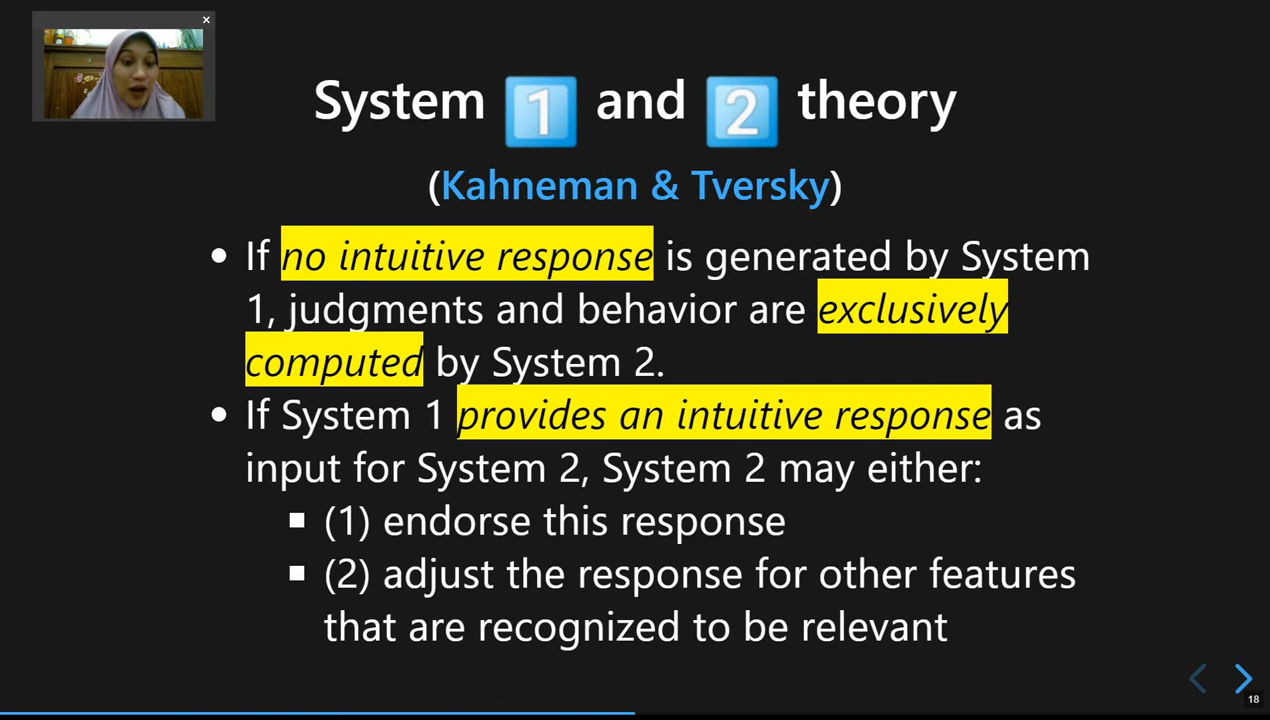 System 1 and 2 theory
(Kahneman & Tversky)
• If no intuitive response is generated by System
1, judgments and behavior are exclusively
computed by System 2.
• If System 1 provides an intuitive response as
input for System 2, System 2 may either:
▪ (1) endorse this response
▪ (2) adjust the response for other features
that are recognized to be relevant
18